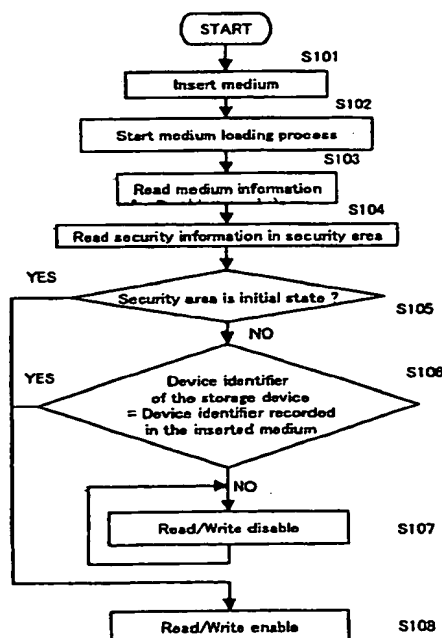 START
S101
Insert medium
S102
Start medium loading process
S103
Read medium information
S104
Read security information in security area
YES
Security area is initial state ?
S105
NO
YES
S106
Device identifier
of the storage device
= Device identifier recorded
in the inserted medium
NO
Read/Write disable
S107
Read/Write enable
S108